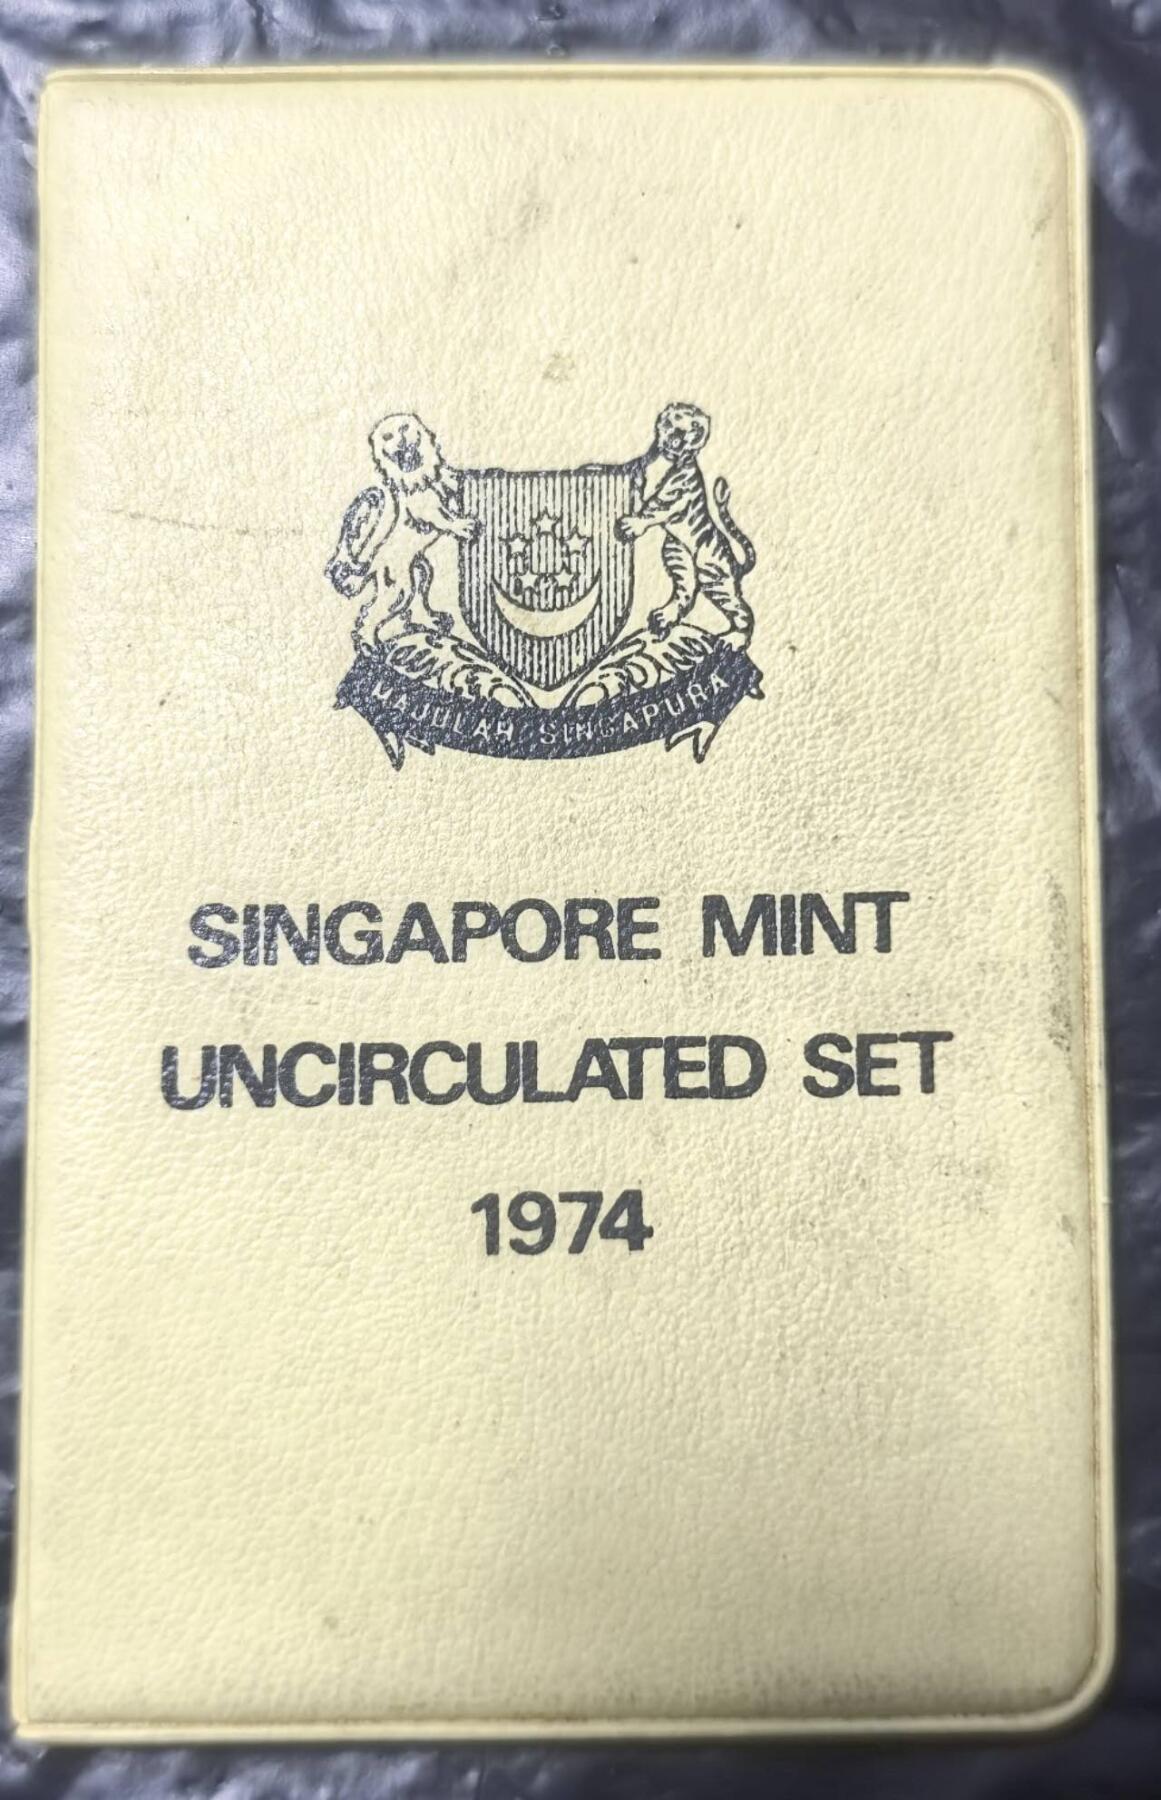 MAJULAH SINGAPURA
SINGAPORE MINT
UNCIRCULATED SET
1974